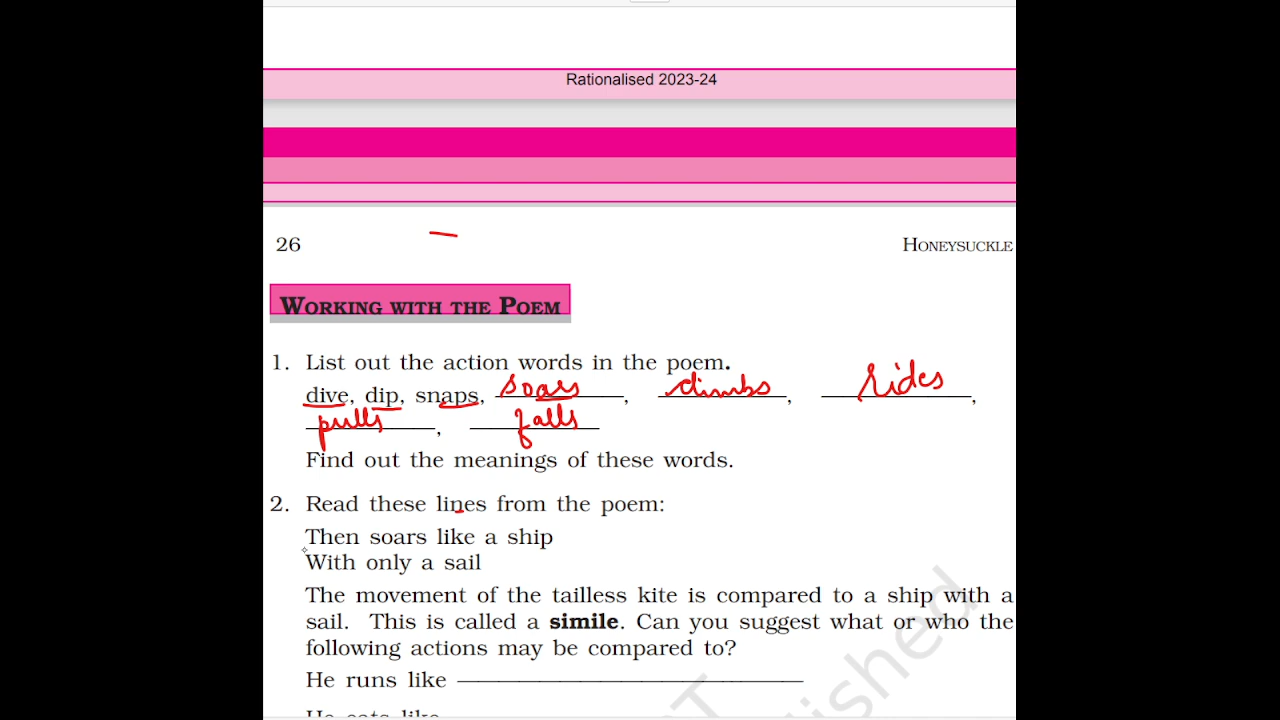 Rationalised 2023-24
26 HONEYSUCKLE
WORKING WITH THE POEM
1. List out the action words in the poem.
dive, dip, snaps, soars, climbs, rides,
pulls, falls
Find out the meanings of these words.
2. Read these lines from the poem:
Then soars like a ship
With only a sail
The movement of the tailless kite is compared to a ship with a
sail. This is called a simile. Can you suggest what or who the
following actions may be compared to?
He runs like
He eats like